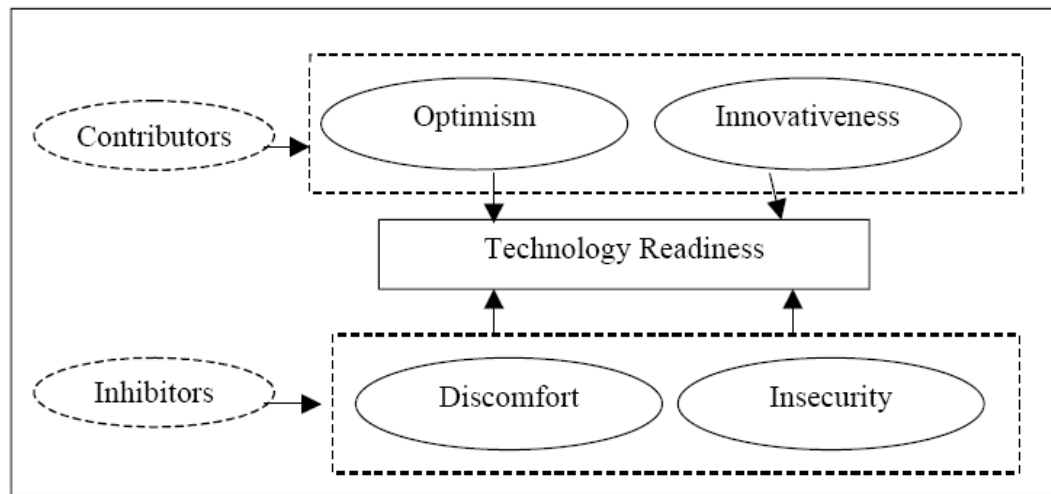 Optimism
Innovativeness
Contributors
Technology Readiness
Inhibitors
Discomfort
Insecurity